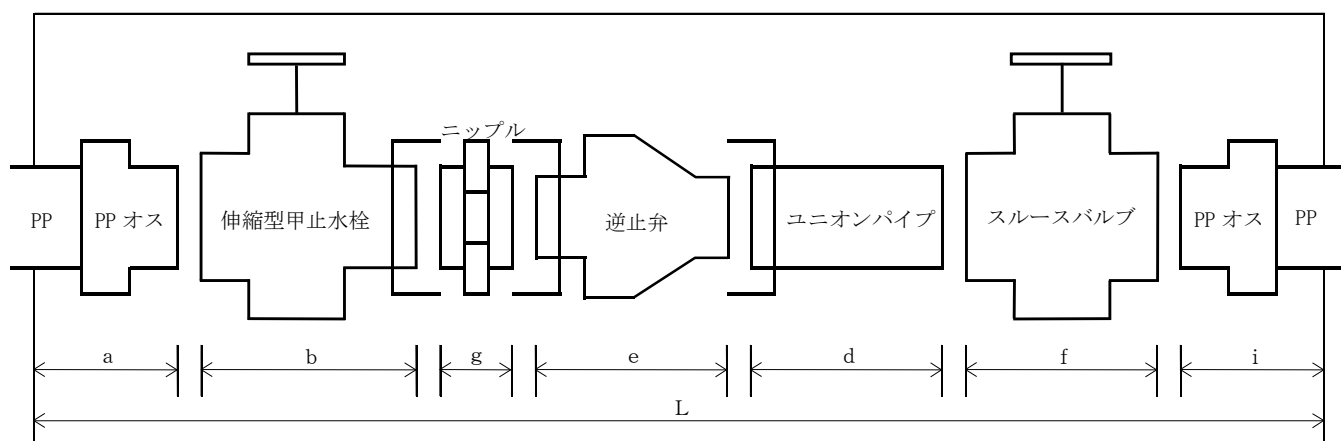 ニップル
PP
PP オス
伸縮型甲止水栓
逆止弁
ユニオンパイプ
スルースバルブ
PP オス
PP
a
b
g
e
d
f
i
L